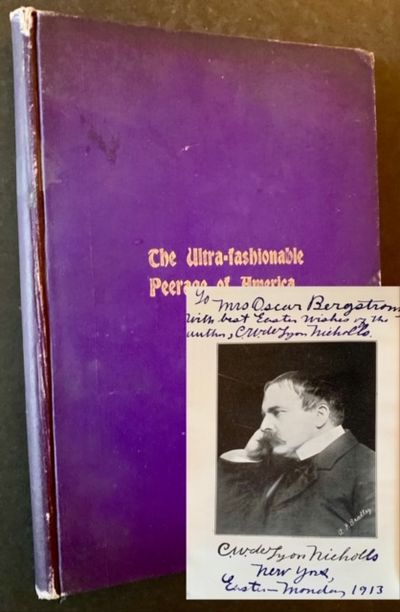 The Ultra-fashionable
Peerage of America
To Mrs Oscar Bergstrom
With best Easter Wishes of the
author, C.W. de Lyon Nicholls.
C.W. de Lyon Nicholls
New York,
Easter-Monday 1913